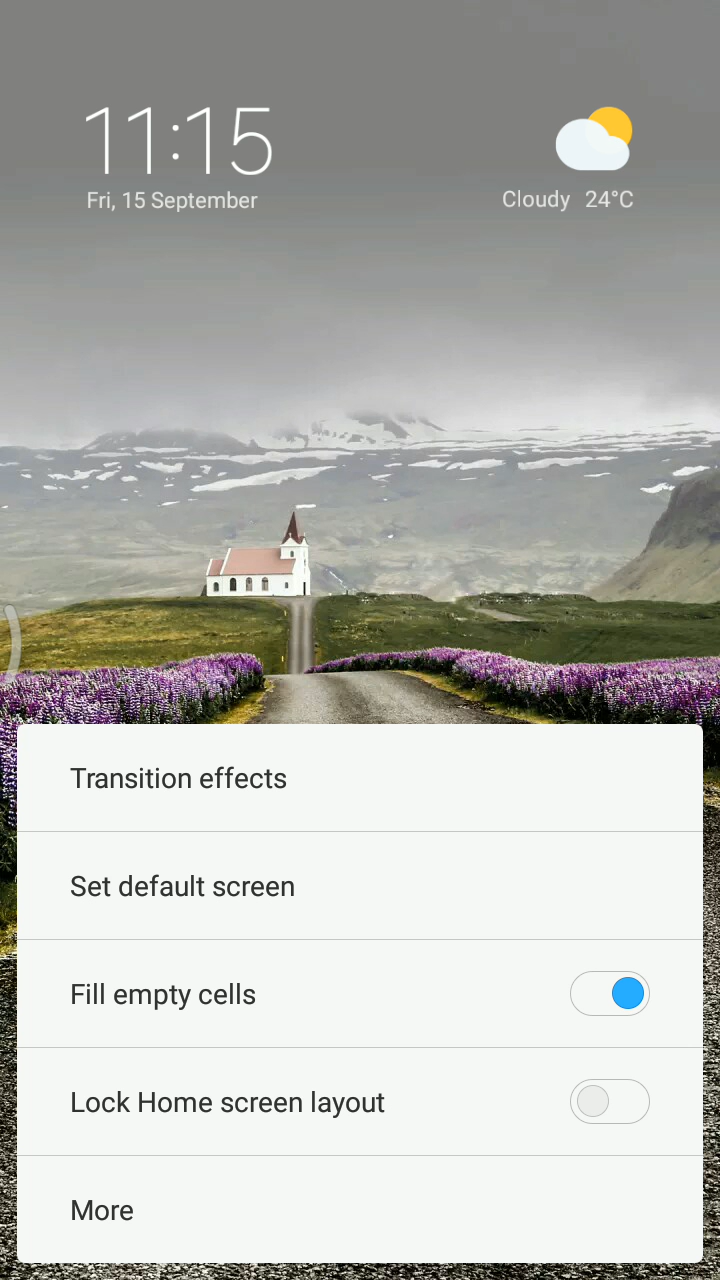 11:15
Fri, 15 September
Cloudy 24°C
Transition effects
Set default screen
Fill empty cells
Lock Home screen layout
More